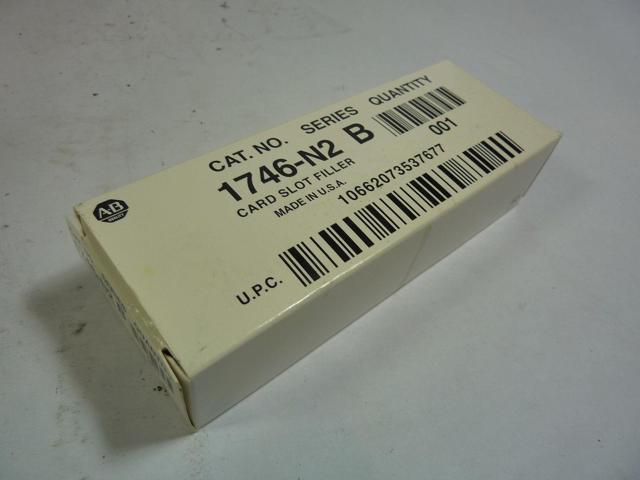 CAT. NO. SERIES QUANTITY
1746-N2 B
001
CARD SLOT FILLER
MADE IN U.S.A.
10662073537677
U.P.C.
AB